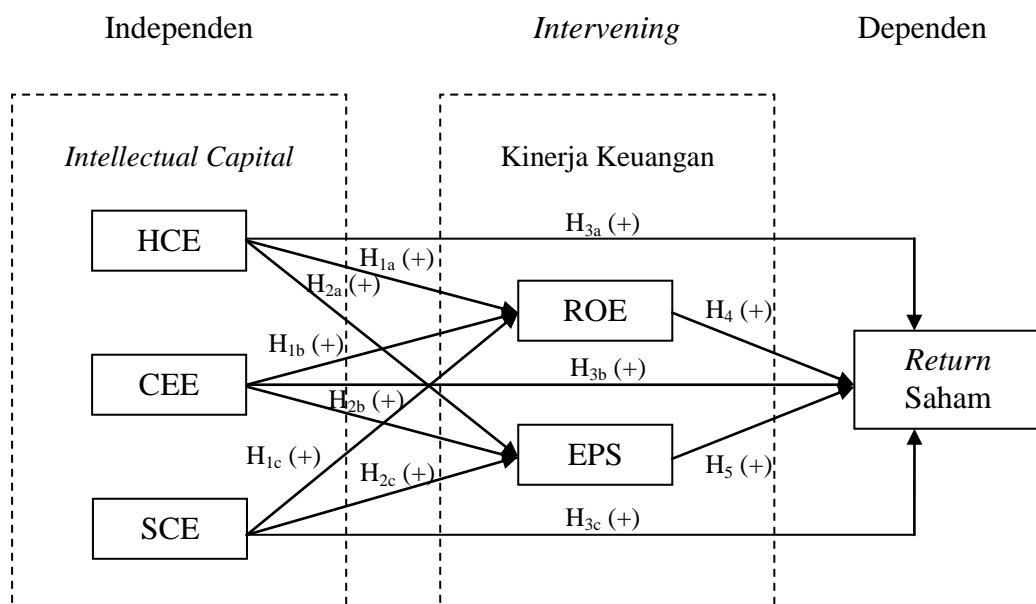 Independen
Intervening
Dependen
Intellectual Capital
Kinerja Keuangan
HCE
H3a (+)
H1a (+)
H2a (+)
ROE
H4 (+)
H1b (+)
CEE
H3b (+)
Return
Saham
H2b (+)
H1c (+)
H2c (+)
EPS
H5 (+)
SCE
H3c (+)